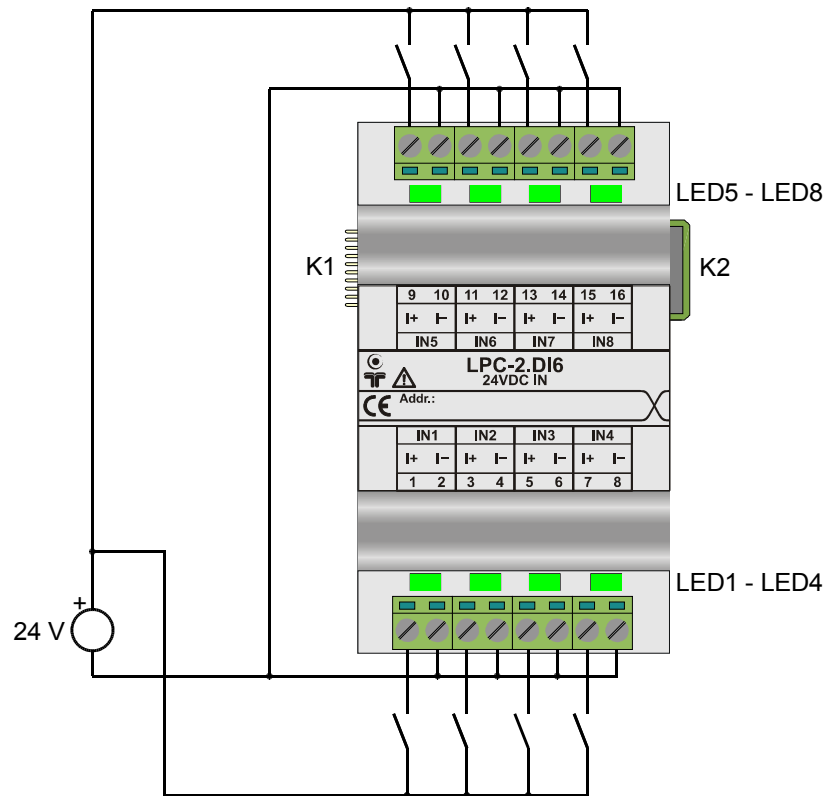 LED5 - LED8
K1
K2
9 10 11 12 13 14 15 16
I+ I– I+ I– I+ I– I+ I–
IN5 IN6 IN7 IN8
LPC-2.DI6
24VDC IN
CE Addr.:
IN1 IN2 IN3 IN4
I+ I– I+ I– I+ I– I+ I–
1 2 3 4 5 6 7 8
LED1 - LED4
+
24 V